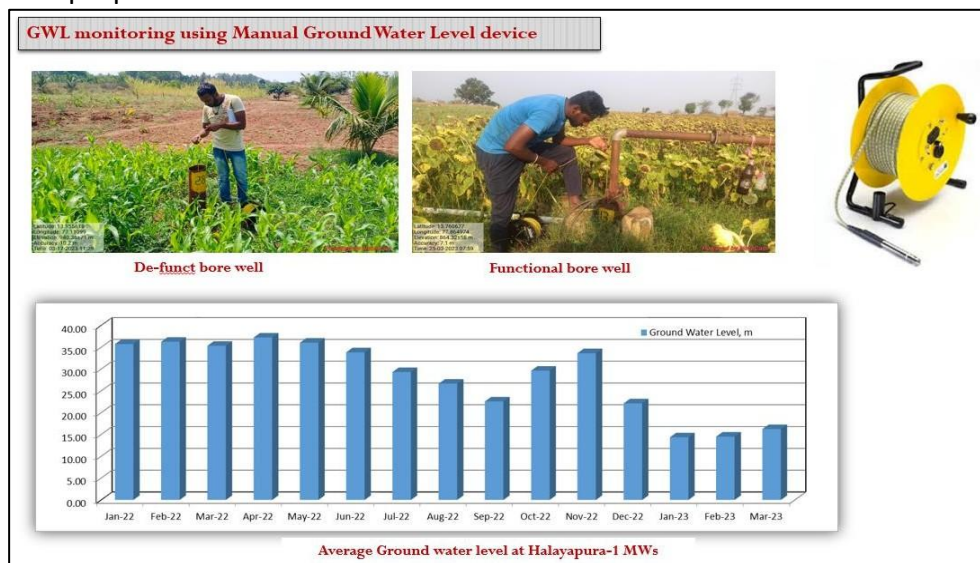 GWL monitoring using Manual Ground Water Level device
De-funct bore well
Functional bore well
Ground Water Level, m
40.00
35.00
30.00
25.00
20.00
15.00
10.00
5.00
0.00
Jan-22 Feb-22 Mar-22 Apr-22 May-22 Jun-22 Jul-22 Aug-22 Sep-22 Oct-22 Nov-22 Dec-22 Jan-23 Feb-23 Mar-23
Average Ground water level at Halayapura-1 MWs